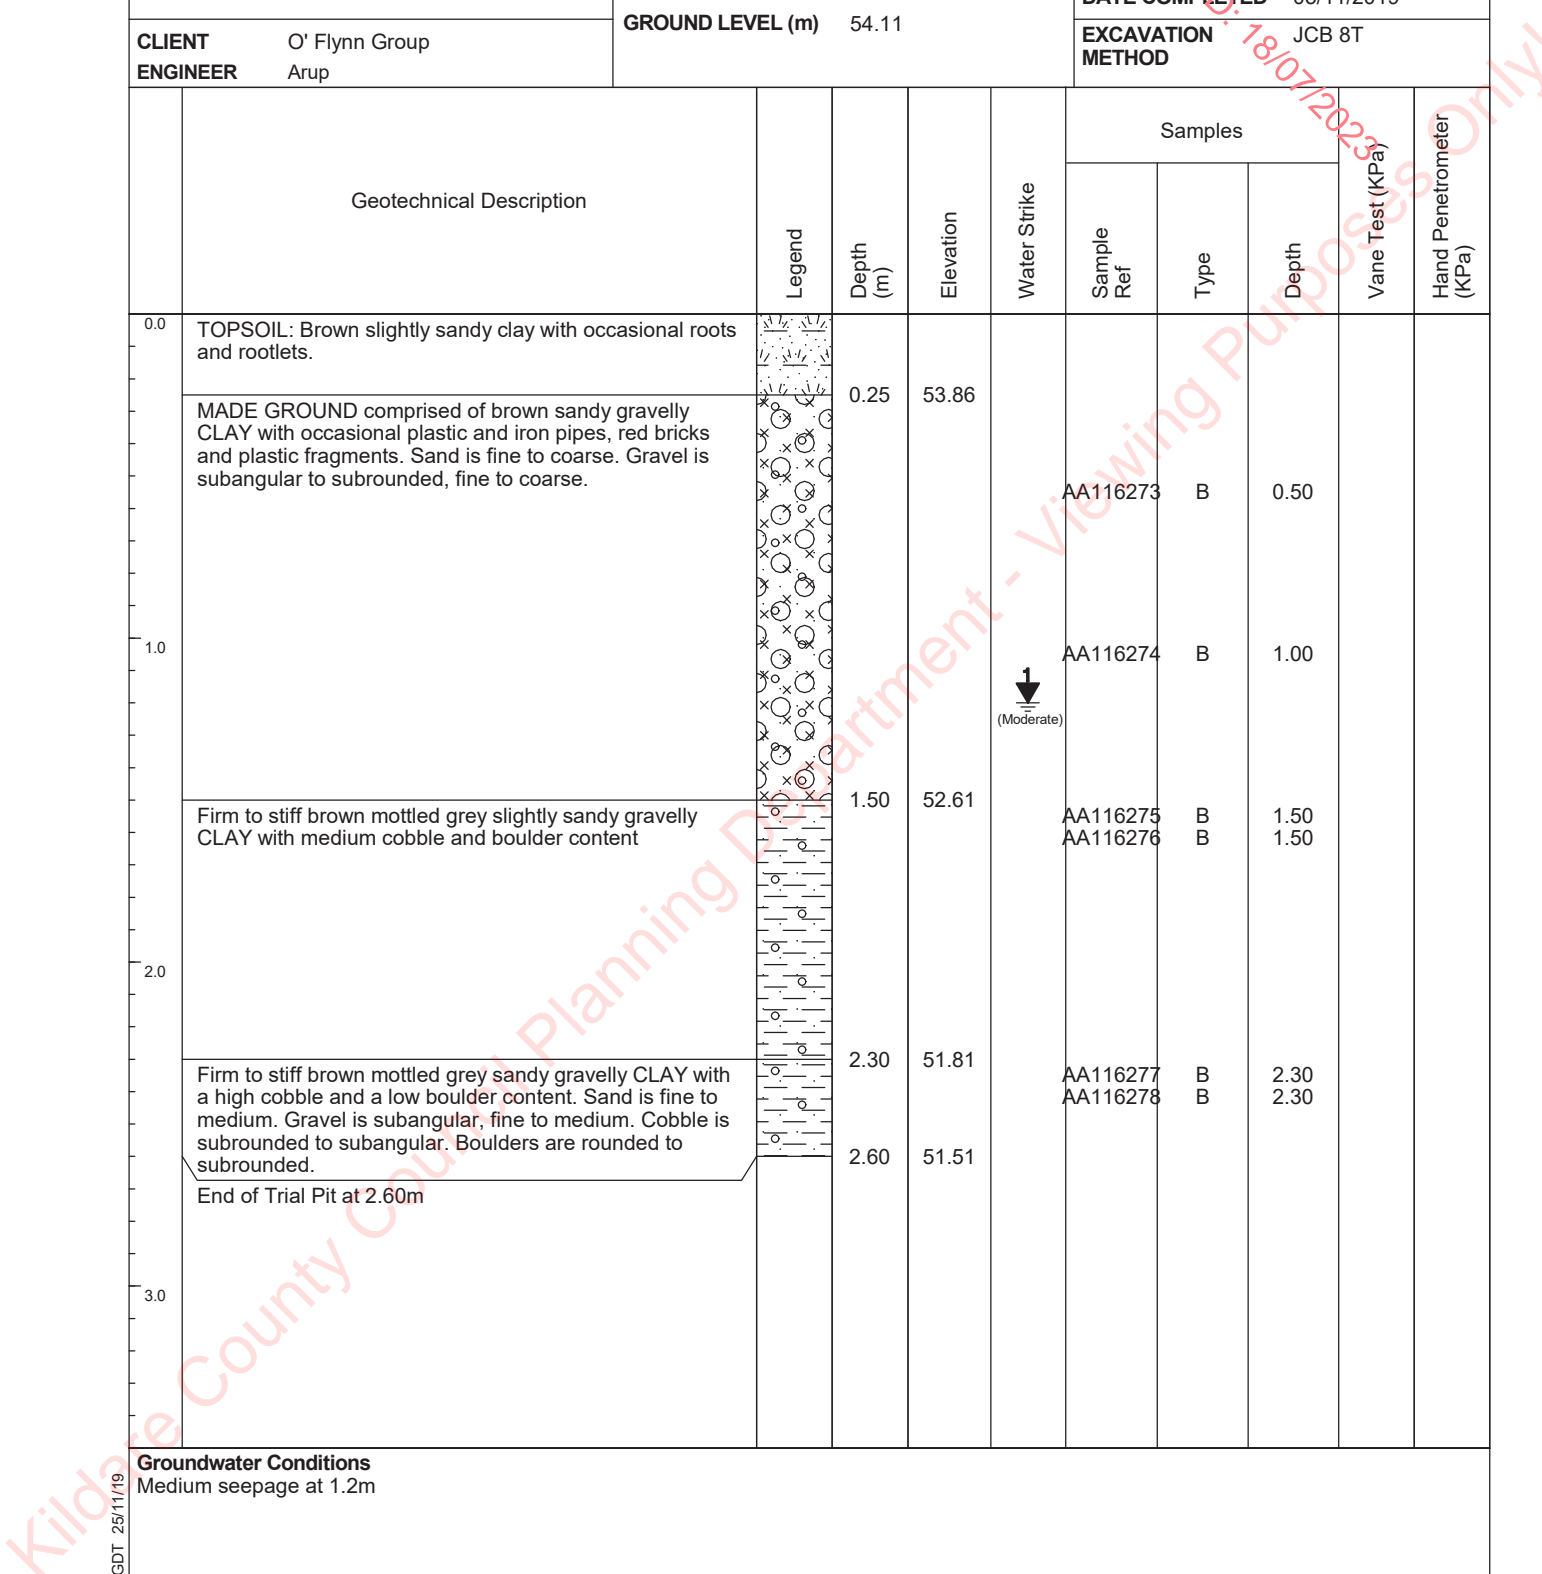 GROUND LEVEL (m) 54.11
CLIENT O' Flynn Group
ENGINEER Arup
EXCAVATION METHOD JCB 8T
D: 18/07/2023
Geotechnical Description
Legend
Depth (m)
Elevation
Water Strike
Samples
Sample Ref
Type
Depth
Vane Test (KPa)
Hand Penetrometer (KPa)
0.0
TOPSOIL: Brown slightly sandy clay with occasional roots
and rootlets.
0.25 53.86
MADE GROUND comprised of brown sandy gravelly
CLAY with occasional plastic and iron pipes, red bricks
and plastic fragments. Sand is fine to coarse. Gravel is
subangular to subrounded, fine to coarse.
AA116273 B 0.50
1.0
AA116274 B 1.00
1
(Moderate)
1.50 52.61
Firm to stiff brown mottled grey slightly sandy gravelly
CLAY with medium cobble and boulder content
AA116275 B 1.50
AA116276 B 1.50
2.0
2.30 51.81
Firm to stiff brown mottled grey sandy gravelly CLAY with
a high cobble and a low boulder content. Sand is fine to
medium. Gravel is subangular, fine to medium. Cobble is
subrounded to subangular. Boulders are rounded to
subrounded.
AA116277 B 2.30
AA116278 B 2.30
2.60 51.51
End of Trial Pit at 2.60m
3.0
Groundwater Conditions
Medium seepage at 1.2m
GDT 25/11/19
Kildare County Council Planning Department - Viewing Purposes Only!